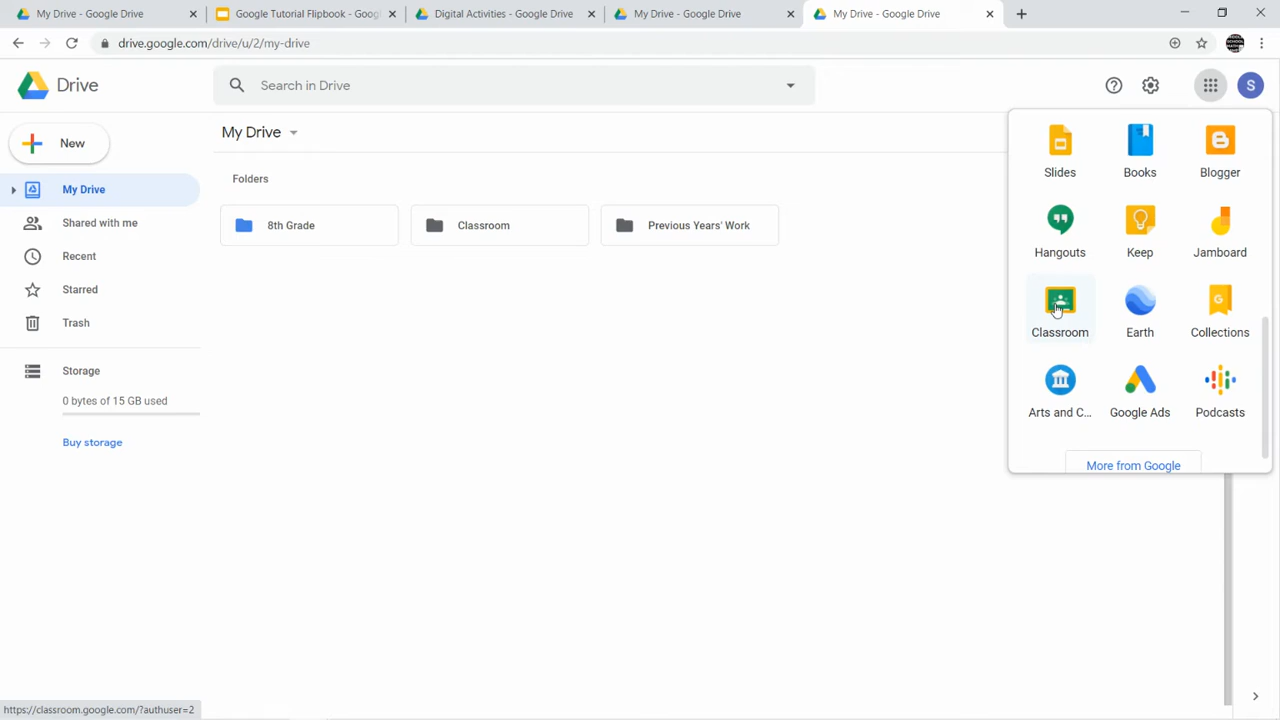 My Drive - Google Drive
Google Tutorial Flipbook - Goog
Digital Activities - Google Drive
My Drive - Google Drive
My Drive - Google Drive
drive.google.com/drive/u/2/my-drive
Drive
Search in Drive
S
New
My Drive
Shared with me
Recent
Starred
Trash
Storage
0 bytes of 15 GB used
Buy storage
My Drive
Folders
8th Grade
Classroom
Previous Years' Work
Slides
Books
Blogger
Hangouts
Keep
Jamboard
Classroom
Earth
Collections
Arts and C...
Google Ads
Podcasts
More from Google
https://classroom.google.com/?authuser=2